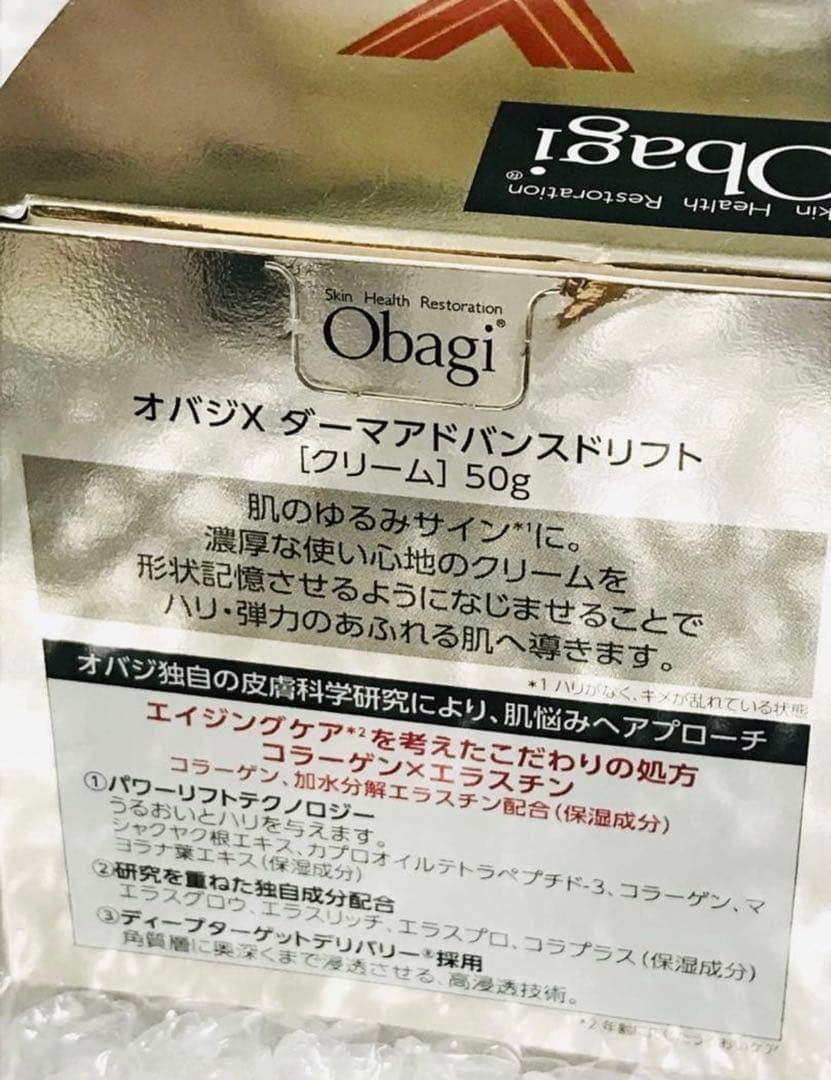 Obagi
Skin Health Restoration®
Skin Health Restoration
Obagi®
オバジX ダーマアドバンスドリフト
[クリーム] 50g
肌のゆるみサイン*1に。
濃厚な使い心地のクリームを
形状記憶させるようになじませることで
ハリ・弾力のあふれる肌へ導きます。
*1 ハリがなく、キメが乱れている状態
オバジ独自の皮膚科学研究により、肌悩みへアプローチ
エイジングケア*2を考えたこだわりの処方
コラーゲン×エラスチン
コラーゲン、加水分解エラスチン配合(保湿成分)
①パワーリフトテクノロジー
うるおいとハリを与えます。
シャクヤク根エキス、カプロオイルテトラペプチド-3、コラーゲン、マ
ヨラナ葉エキス(保湿成分)
②研究を重ねた独自成分配合
エラスグロウ、エラスリッチ、エラスプロ、コラプラス(保湿成分)
③ディープターゲットデリバリー®採用
角質層に奥深くまで浸透させる、高浸透技術。
*2 年齢に